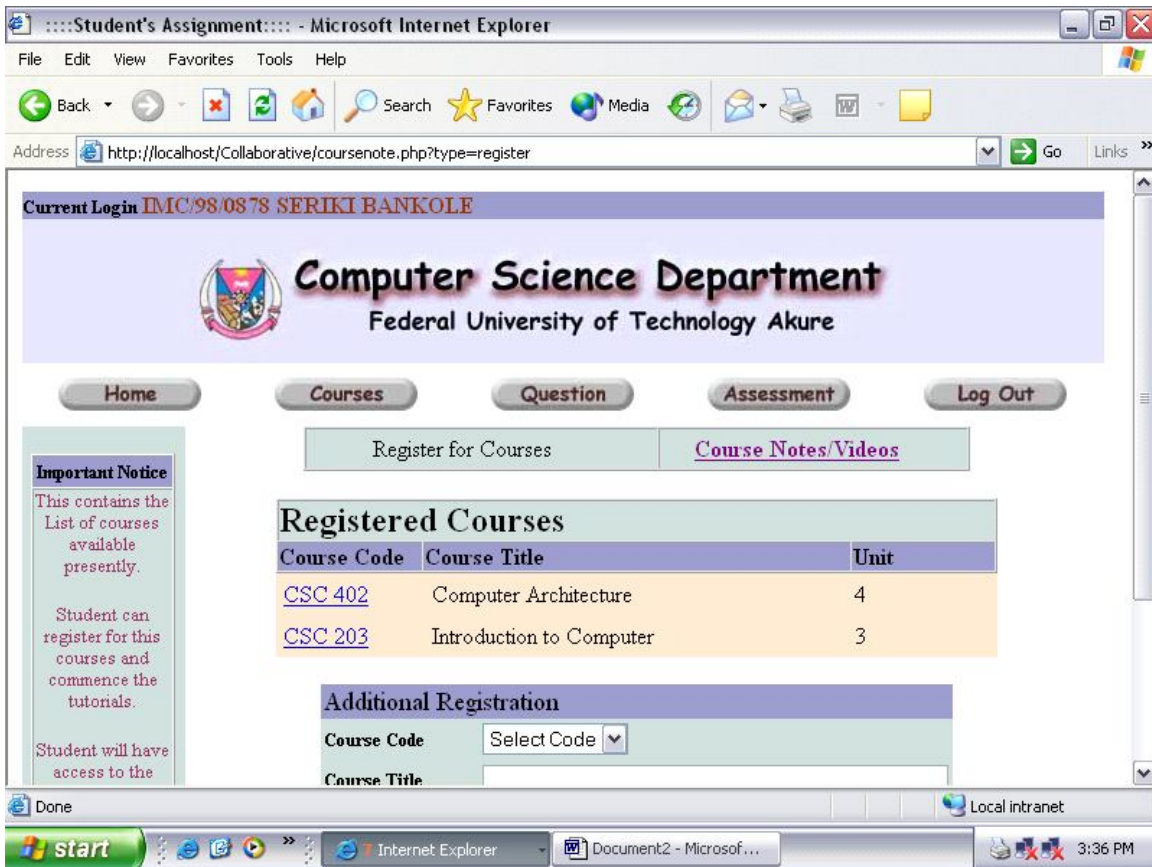 ::::Student's Assignment:::: - Microsoft Internet Explorer
File Edit View Favorites Tools Help
Back Search Favorites Media
Address http://localhost/Collaborative/coursenote.php?type=register Go Links »
Current Login IMC/98/0878 SERIKI BANKOLE
Computer Science Department
Federal University of Technology Akure
Home Courses Question Assessment Log Out
Register for Courses Course Notes/Videos
Important Notice
This contains the
List of courses
available
presently.
Student can
register for this
courses and
commence the
tutorials.
Student will have
access to the
Registered Courses
Course Code Course Title Unit
CSC 402 Computer Architecture 4
CSC 203 Introduction to Computer 3
Additional Registration
Course Code Select Code
Course Title
Done Local intranet
start » 7 Internet Explorer Document2 - Microsof... 3:36 PM